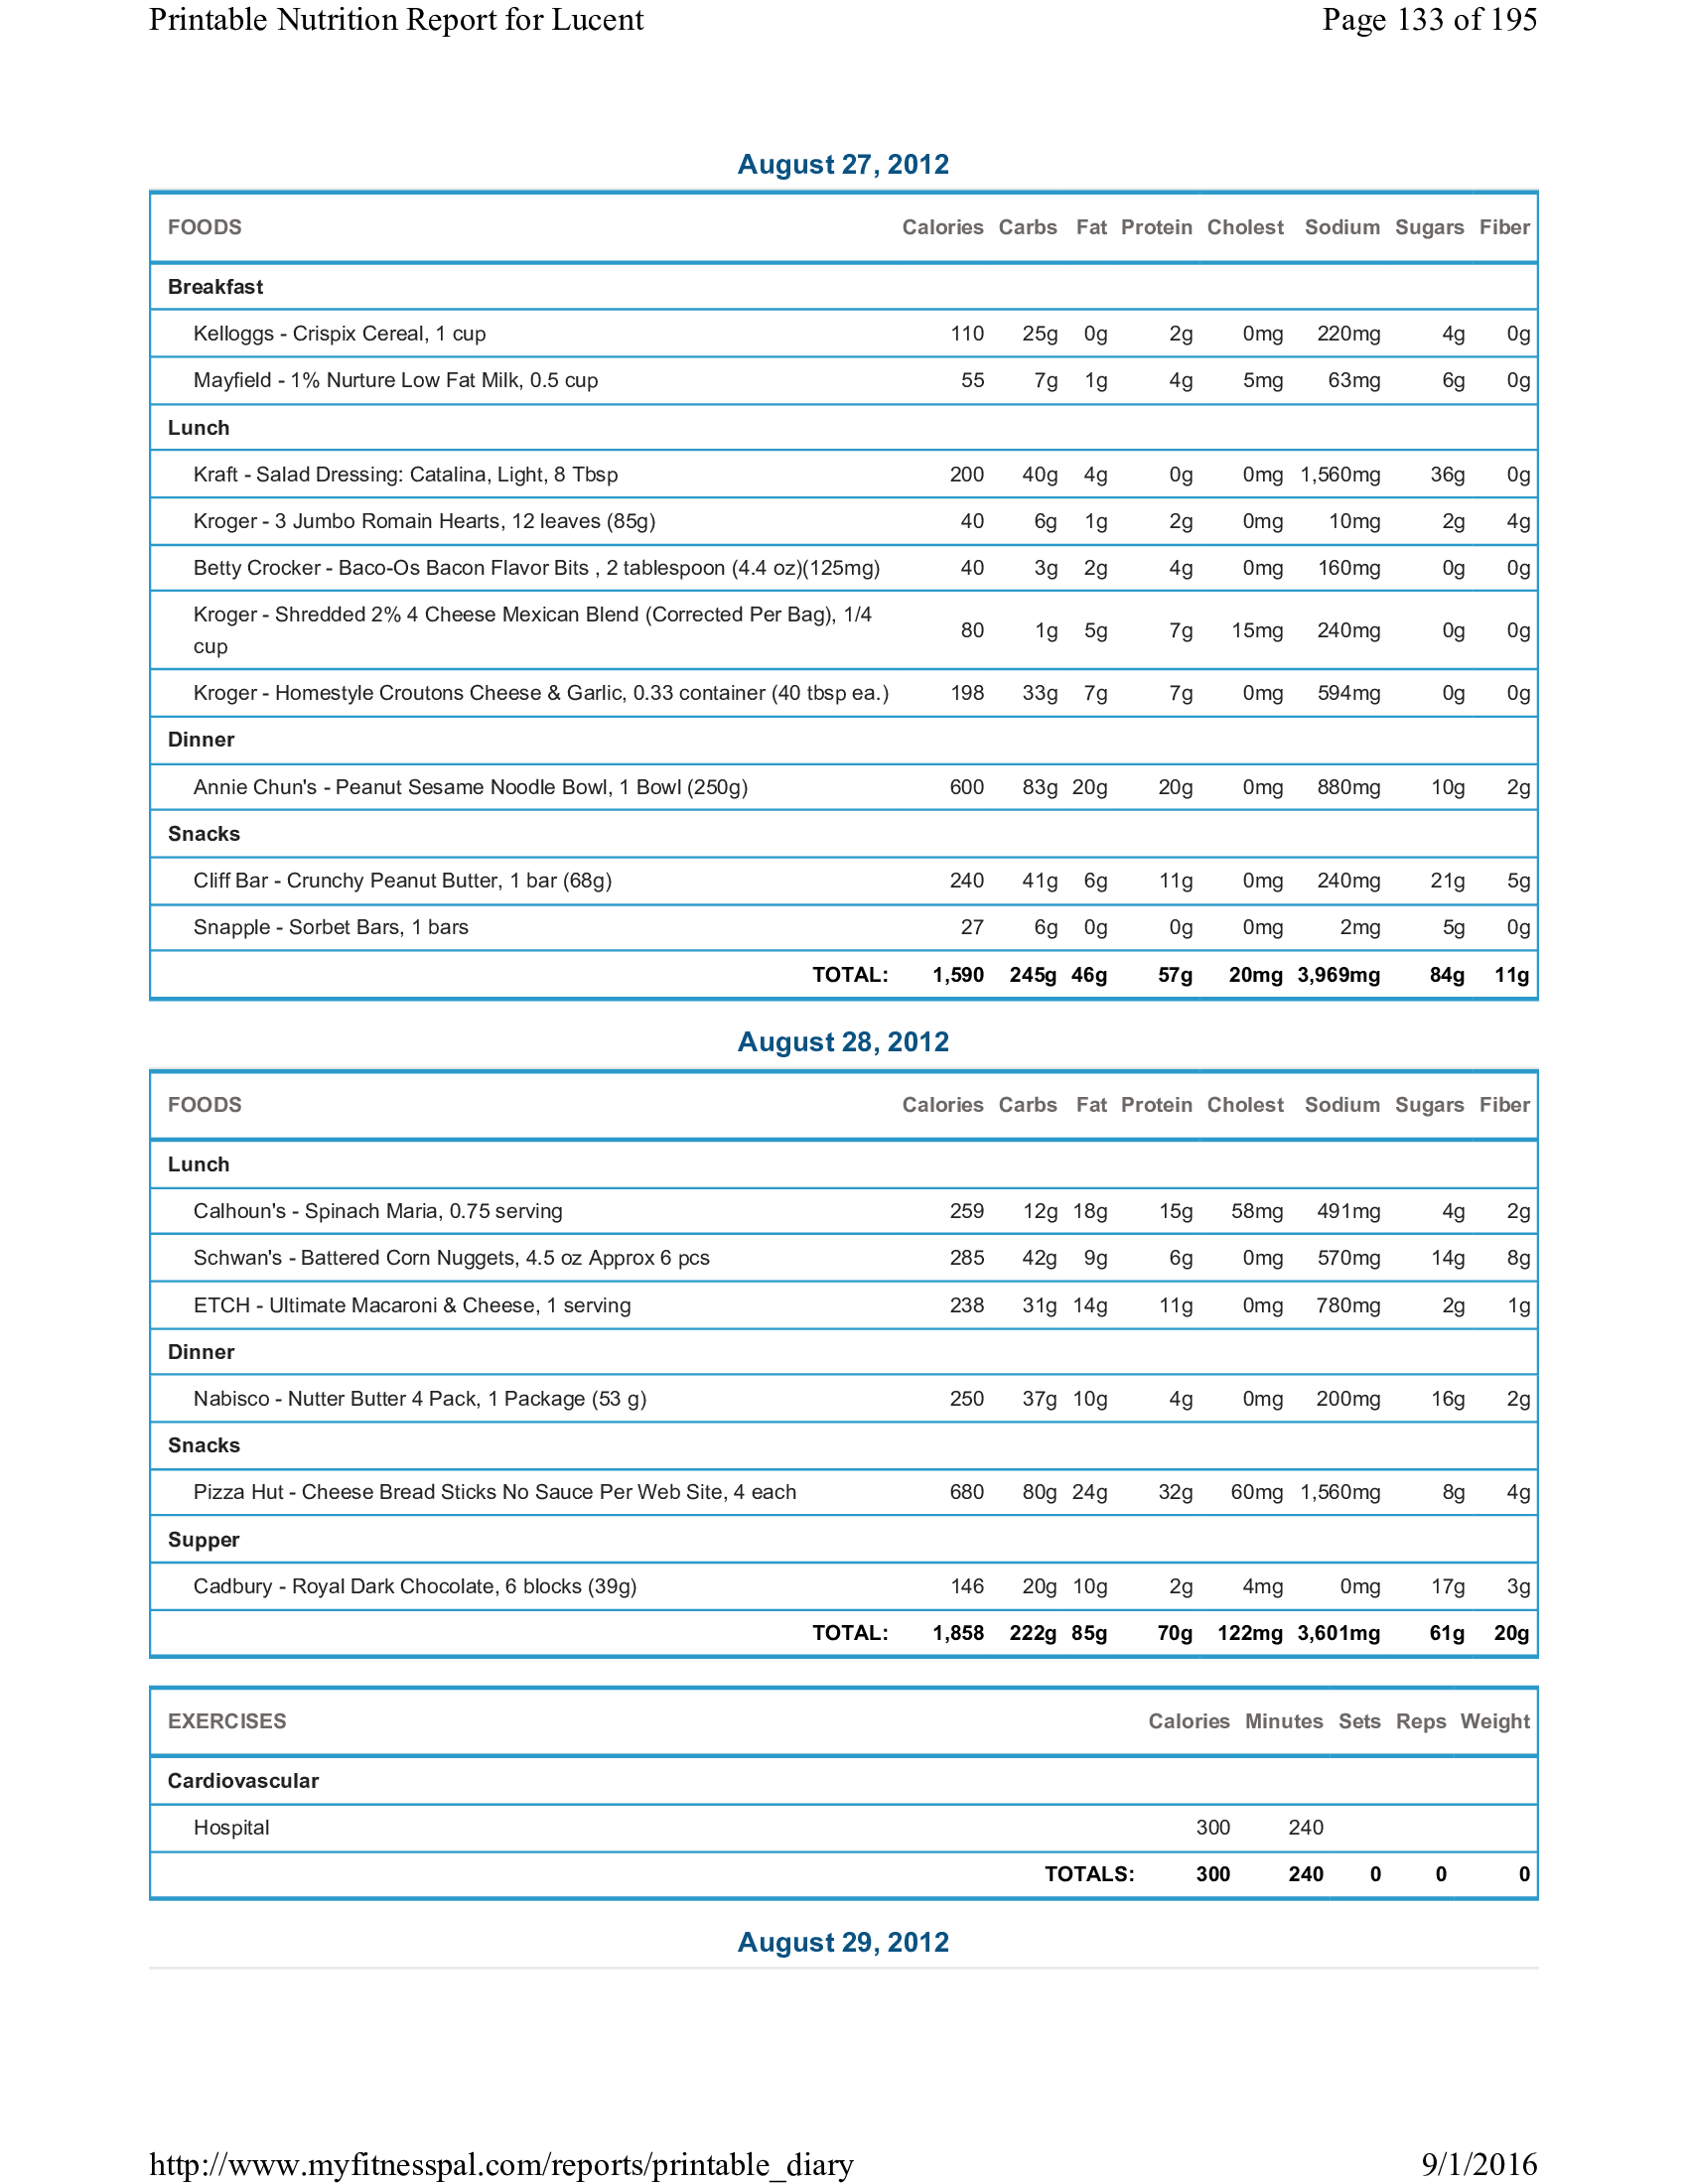 Printable Nutrition Report for Lucent Page 133 of 195
August 27, 2012
FOODS Calories Carbs Fat Protein Cholest Sodium Sugars Fiber
Breakfast
Kelloggs - Crispix Cereal, 1 cup 110 25g 0g 2g 0mg 220mg 4g 0g
Mayfield - 1% Nurture Low Fat Milk, 0.5 cup 55 7g 1g 4g 5mg 63mg 6g 0g
Lunch
Kraft - Salad Dressing: Catalina, Light, 8 Tbsp 200 40g 4g 0g 0mg 1,560mg 36g 0g
Kroger - 3 Jumbo Romain Hearts, 12 leaves (85g) 40 6g 1g 2g 0mg 10mg 2g 4g
Betty Crocker - Baco-Os Bacon Flavor Bits , 2 tablespoon (4.4 oz)(125mg) 40 3g 2g 4g 0mg 160mg 0g 0g
Kroger - Shredded 2% 4 Cheese Mexican Blend (Corrected Per Bag), 1/4
cup 80 1g 5g 7g 15mg 240mg 0g 0g
Kroger - Homestyle Croutons Cheese & Garlic, 0.33 container (40 tbsp ea.) 198 33g 7g 7g 0mg 594mg 0g 0g
Dinner
Annie Chun's - Peanut Sesame Noodle Bowl, 1 Bowl (250g) 600 83g 20g 20g 0mg 880mg 10g 2g
Snacks
Cliff Bar - Crunchy Peanut Butter, 1 bar (68g) 240 41g 6g 11g 0mg 240mg 21g 5g
Snapple - Sorbet Bars, 1 bars 27 6g 0g 0g 0mg 2mg 5g 0g
TOTAL: 1,590 245g 46g 57g 20mg 3,969mg 84g 11g
August 28, 2012
FOODS Calories Carbs Fat Protein Cholest Sodium Sugars Fiber
Lunch
Calhoun's - Spinach Maria, 0.75 serving 259 12g 18g 15g 58mg 491mg 4g 2g
Schwan's - Battered Corn Nuggets, 4.5 oz Approx 6 pcs 285 42g 9g 6g 0mg 570mg 14g 8g
ETCH - Ultimate Macaroni & Cheese, 1 serving 238 31g 14g 11g 0mg 780mg 2g 1g
Dinner
Nabisco - Nutter Butter 4 Pack, 1 Package (53 g) 250 37g 10g 4g 0mg 200mg 16g 2g
Snacks
Pizza Hut - Cheese Bread Sticks No Sauce Per Web Site, 4 each 680 80g 24g 32g 60mg 1,560mg 8g 4g
Supper
Cadbury - Royal Dark Chocolate, 6 blocks (39g) 146 20g 10g 2g 4mg 0mg 17g 3g
TOTAL: 1,858 222g 85g 70g 122mg 3,601mg 61g 20g
EXERCISES Calories Minutes Sets Reps Weight
Cardiovascular
Hospital 300 240
TOTALS: 300 240 0 0 0
August 29, 2012
http://www.myfitnesspal.com/reports/printable_diary 9/1/2016